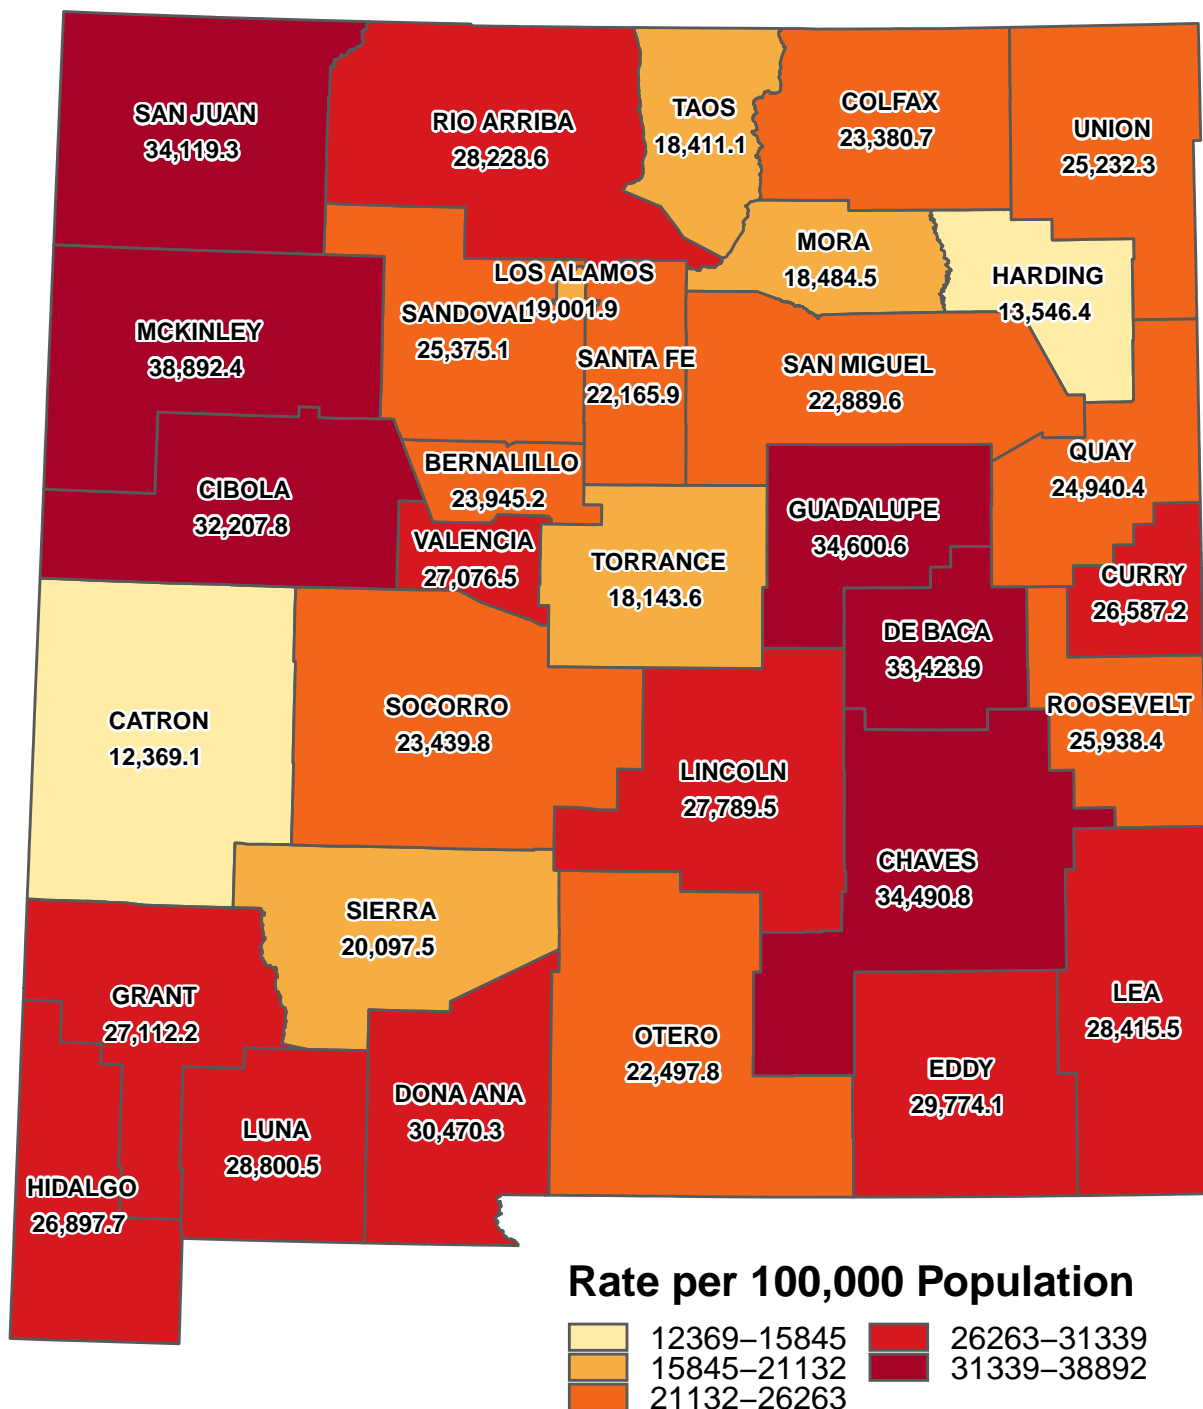 SAN JUAN
34,119.3
RIO ARRIBA
28,228.6
TAOS
18,411.1
COLFAX
23,380.7
UNION
25,232.3
MORA
18,484.5
HARDING
13,546.4
LOS ALAMOS
19,001.9
SANDOVAL
25,375.1
MCKINLEY
38,892.4
SANTA FE
22,165.9
SAN MIGUEL
22,889.6
QUAY
24,940.4
BERNALILLO
23,945.2
CIBOLA
32,207.8
GUADALUPE
34,600.6
VALENCIA
27,076.5
TORRANCE
18,143.6
CURRY
26,587.2
DE BACA
33,423.9
ROOSEVELT
25,938.4
SOCORRO
23,439.8
CATRON
12,369.1
LINCOLN
27,789.5
CHAVES
34,490.8
SIERRA
20,097.5
LEA
28,415.5
GRANT
27,112.2
OTERO
22,497.8
EDDY
29,774.1
DONA ANA
30,470.3
LUNA
28,800.5
HIDALGO
26,897.7
Rate per 100,000 Population
12369–15845
15845–21132
21132–26263
26263–31339
31339–38892